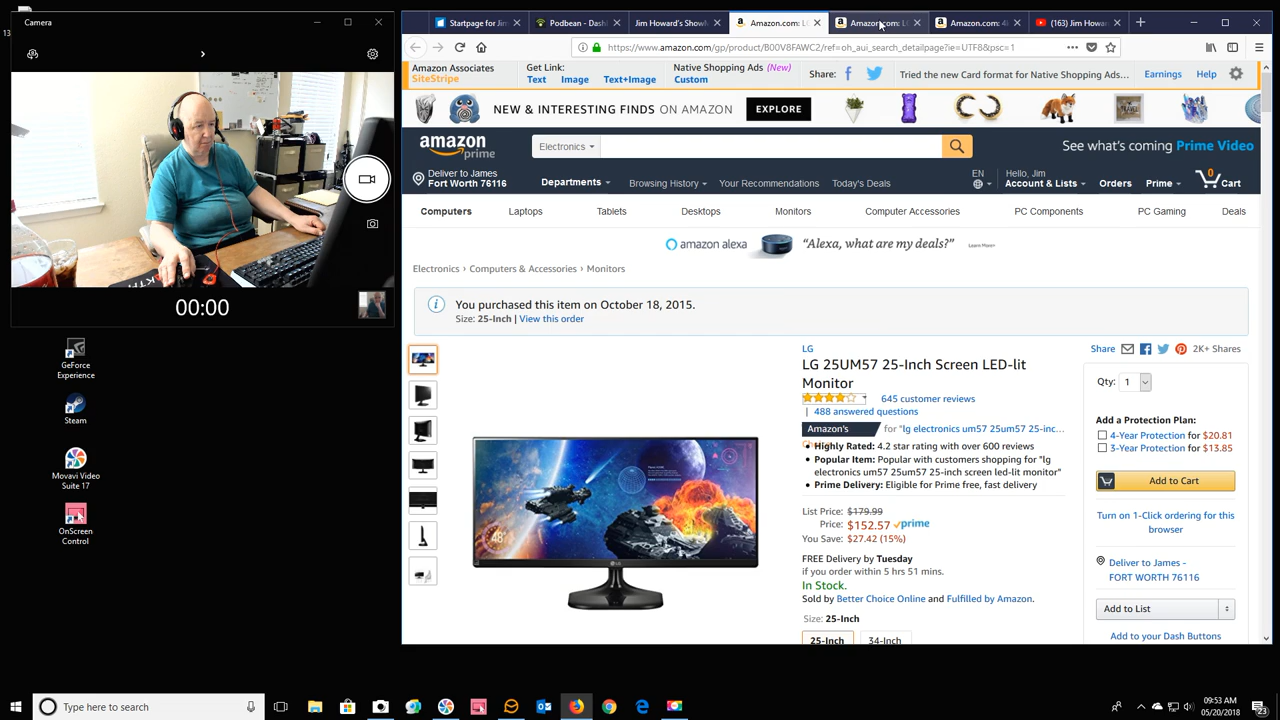 Camera
00:00
GeForce
Experience
Steam
Movavi Video
Suite 17
OnScreen
Control
Startpage for Jim
Podbean - Dash
Jim Howard's Show
Amazon.com: L
Amazon.com: L
Amazon.com: 4
(163) Jim Howar
https://www.amazon.com/gp/product/B00V8FAWC2/ref=oh_aui_search_detailpage?ie=UTF8&psc=1
Amazon Associates
SiteStripe
Get Link:
Text Image Text+Image
Native Shopping Ads (New)
Custom
Share:
Tried the new Card format for Native Shopping Ads...
Earnings Help
NEW & INTERESTING FINDS ON AMAZON EXPLORE
amazon
prime
Electronics
See what's coming Prime Video
Deliver to James
Fort Worth 76116
Departments Browsing History Your Recommendations Today's Deals
EN
Hello, Jim
Account & Lists Orders Prime 0 Cart
Computers Laptops Tablets Desktops Monitors Computer Accessories PC Components PC Gaming Deals
amazon alexa “Alexa, what are my deals?” Learn More›
Electronics › Computers & Accessories › Monitors
You purchased this item on October 18, 2015.
Size: 25-Inch | View this order
48
LG
LG
LG 25UM57 25-Inch Screen LED-lit
Monitor
645 customer reviews
| 488 answered questions
Amazon's for "lg electronics um57 25um57 25-inc...
• Highly Rated: 4.2 star rating with over 600 reviews
• Popular Item: Popular with customers shopping for "lg
electronics um57 25um57 25-inch screen led-lit monitor"
• Prime Delivery: Eligible for Prime free, fast delivery
List Price: $179.99
Price: $152.57 prime
You Save: $27.42 (15%)
FREE Delivery by Tuesday
if you order within 5 hrs 51 mins.
In Stock.
Sold by Better Choice Online and Fulfilled by Amazon.
Size: 25-Inch
25-Inch 34-Inch
Share 2K+ Shares
Qty: 1
Add a Protection Plan:
4-Year Protection for $20.81
3-Year Protection for $13.85
Add to Cart
Turn on 1-Click ordering for this
browser
Deliver to James -
FORT WORTH 76116
Add to List
Add to your Dash Buttons
Type here to search
09:53 AM
05/20/2018
23